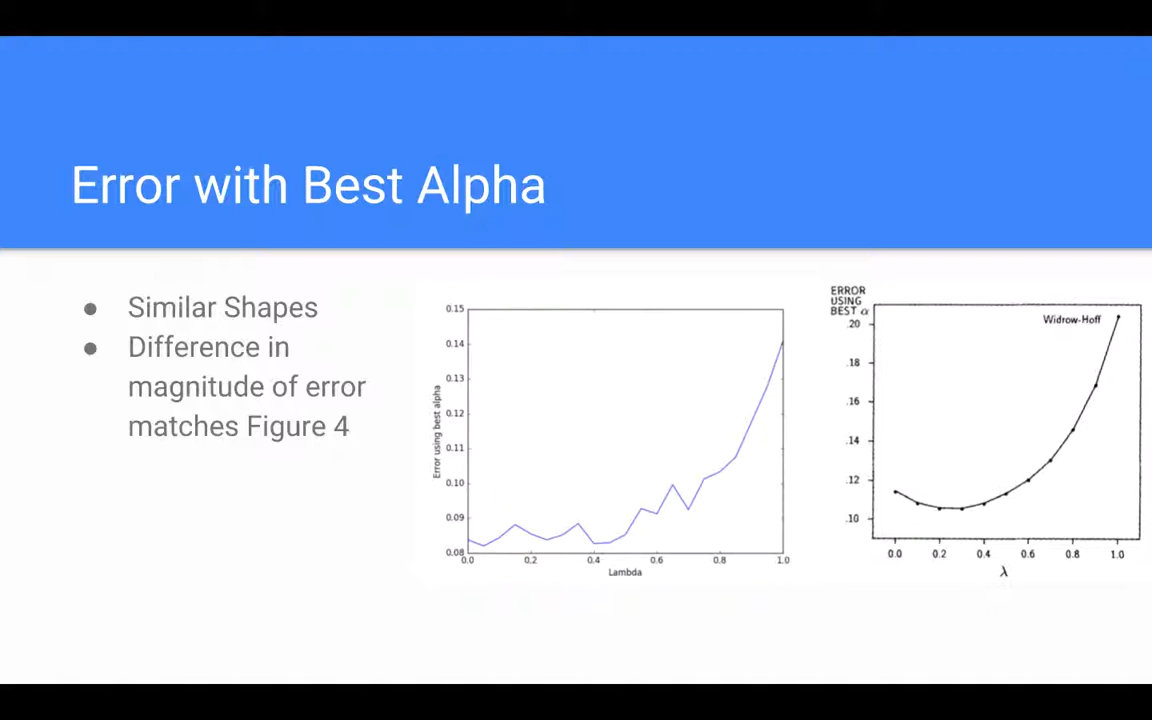 Error with Best Alpha
● Similar Shapes
● Difference in
magnitude of error
matches Figure 4
0.15
0.14
0.13
0.12
0.11
0.10
0.09
0.08
Error using best alpha
0.0 0.2 0.4 0.6 0.8 1.0
Lambda
ERROR
USING
BEST α
.20
.18
.16
.14
.12
.10
Widrow-Hoff
0.0 0.2 0.4 0.6 0.8 1.0
λ